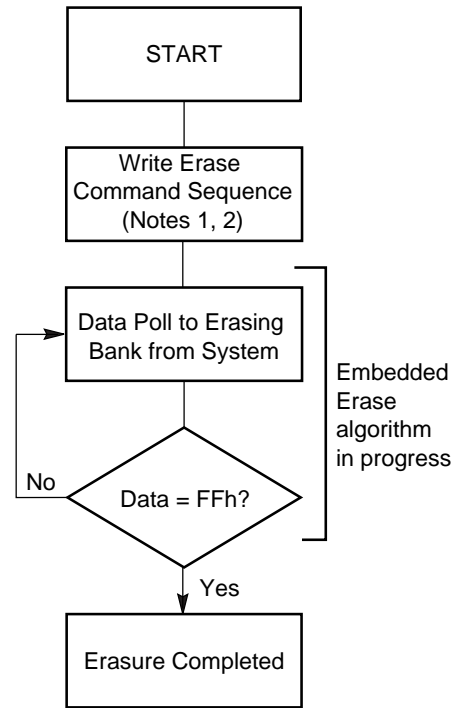 START
Write Erase
Command Sequence
(Notes 1, 2)
Data Poll to Erasing
Bank from System
Embedded
Erase
algorithm
in progress
No
Data = FFh?
Yes
Erasure Completed